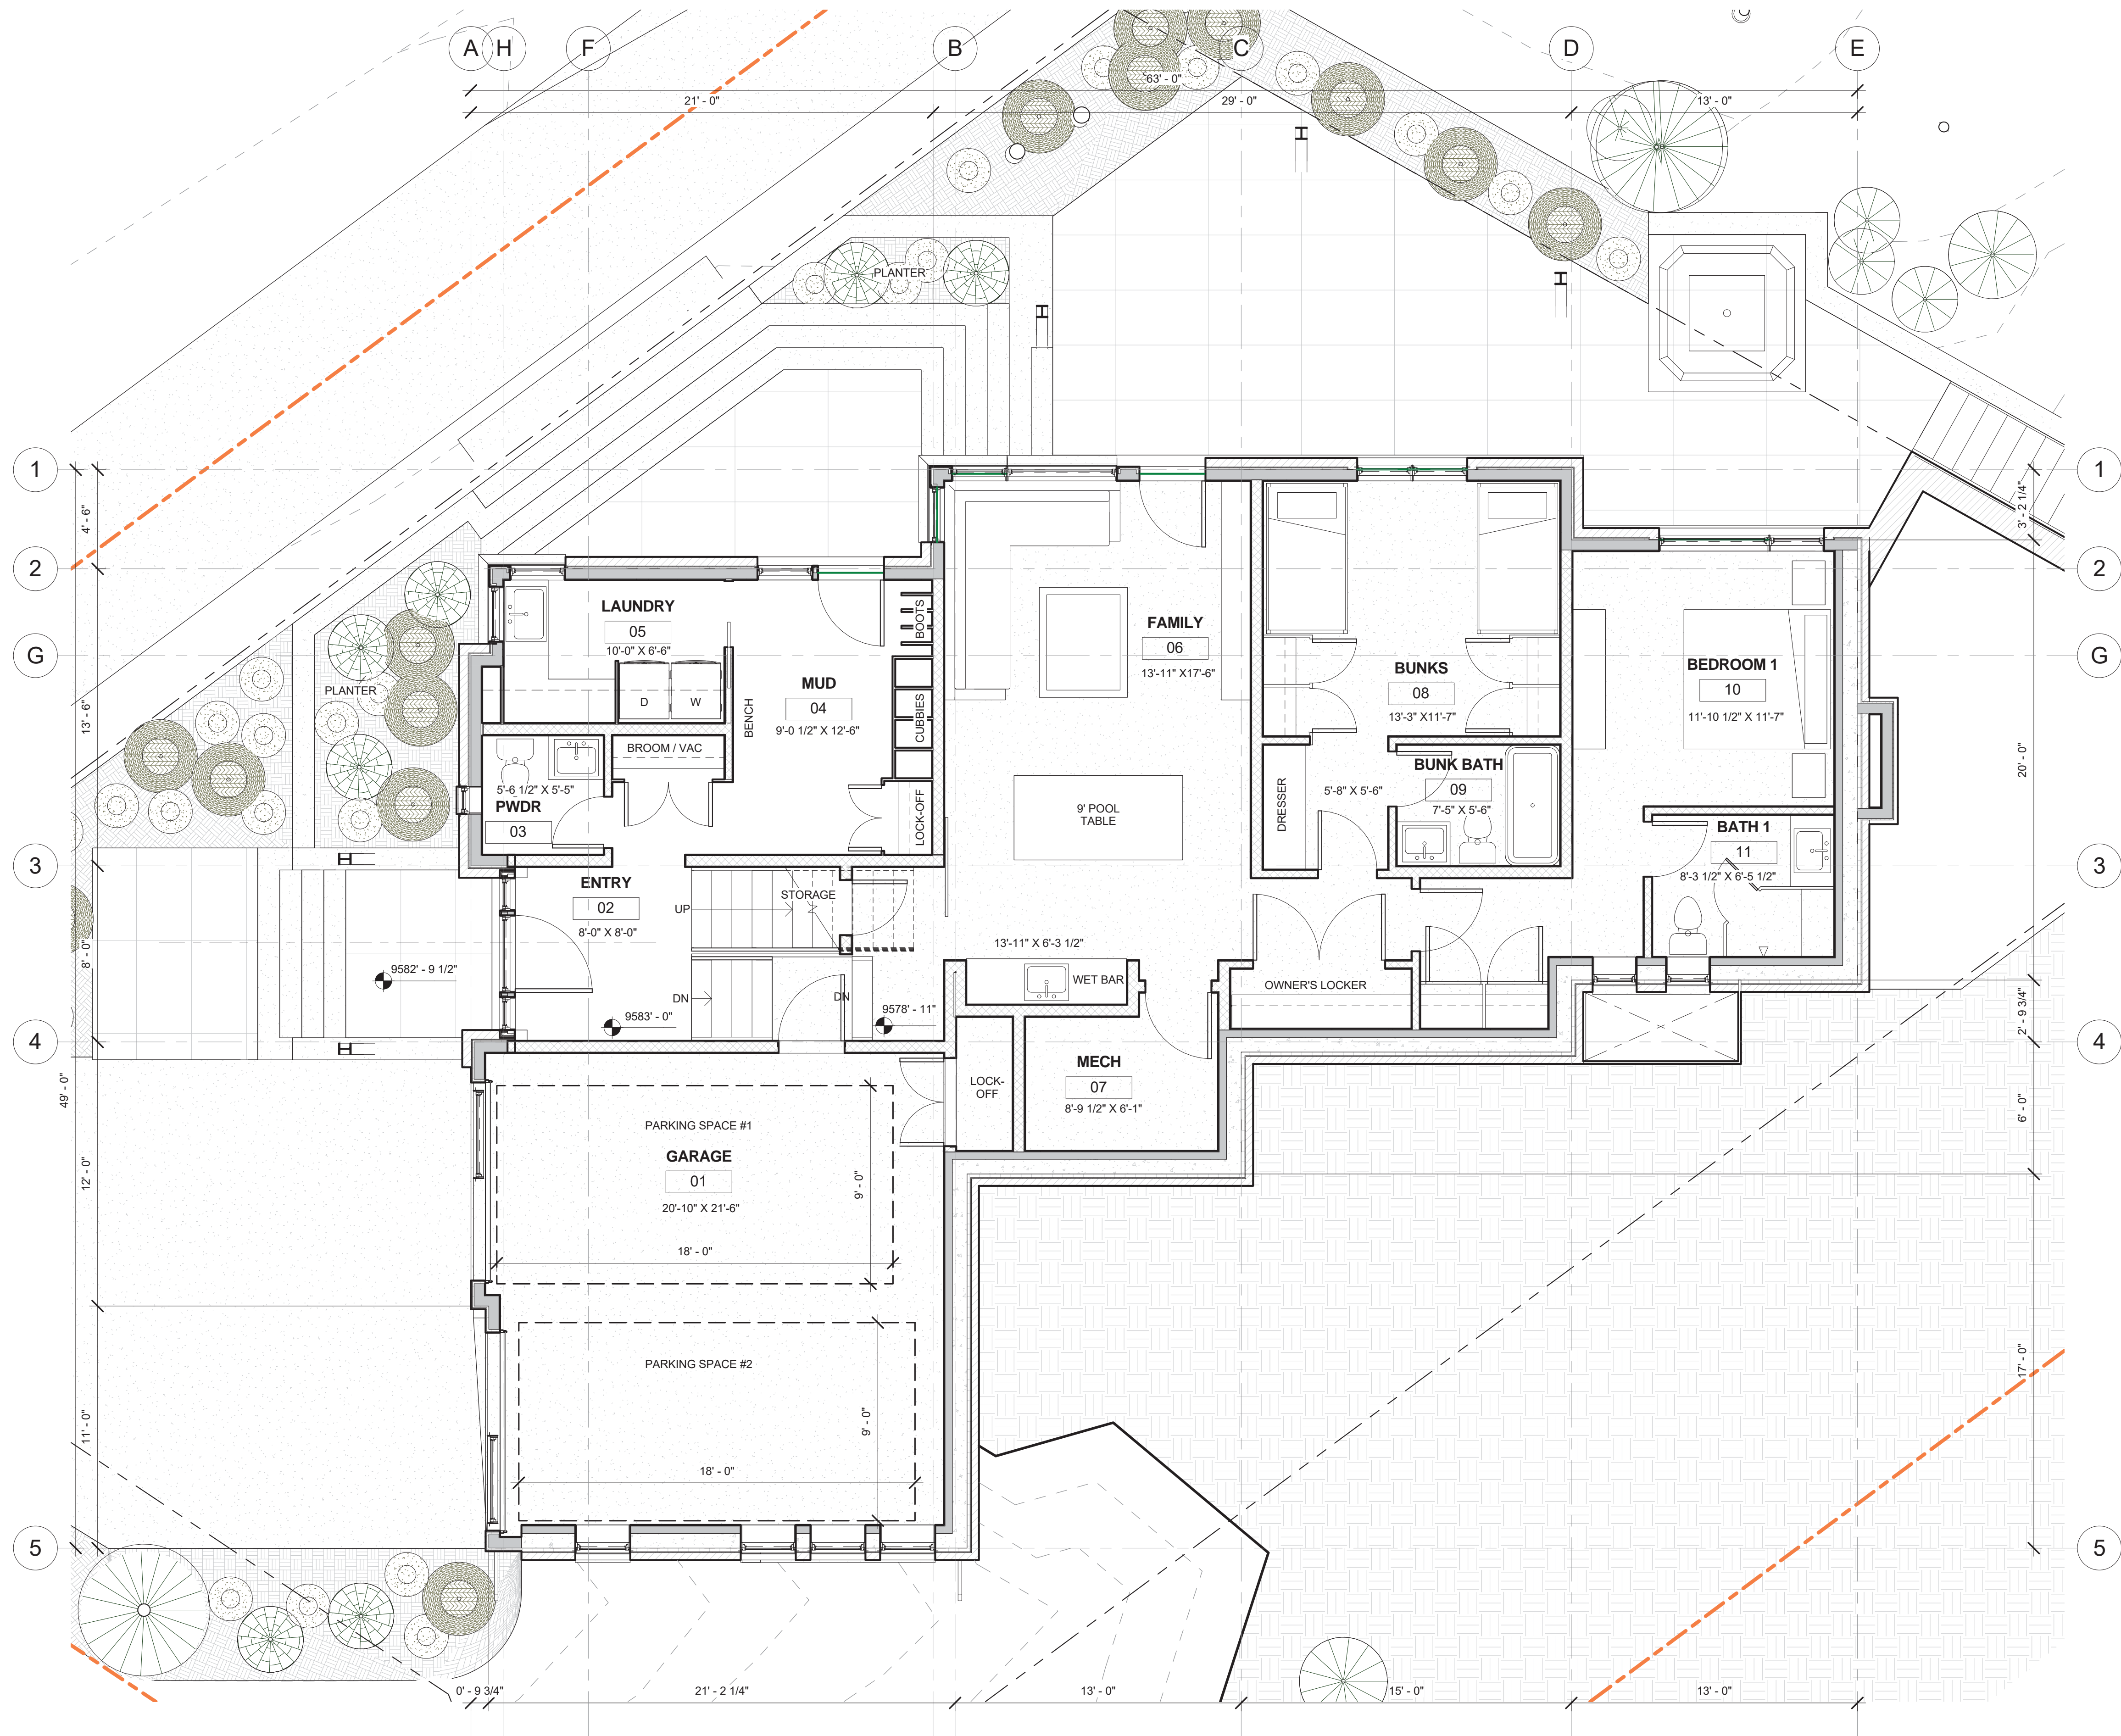 A
H
F
B
C
D
E
63' - 0"
21' - 0"
29' - 0"
13' - 0"
PLANTER
1
1
4' - 6"
3' - 2 1/4"
2
2
LAUNDRY
05
10'-0" X 6'-6"
BOOTS
FAMILY
06
13'-11" X17'-6"
G
G
BUNKS
08
13'-3" X11'-7"
BEDROOM 1
10
11'-10 1/2" X 11'-7"
PLANTER
D
W
BENCH
MUD
04
9'-0 1/2" X 12'-6"
CUBBIES
13' - 6"
BROOM / VAC
5'-6 1/2" X 5'-5"
PWDR
03
LOCK-OFF
9' POOL
TABLE
DRESSER
5'-8" X 5'-6"
BUNK BATH
09
7'-5" X 5'-6"
20' - 0"
BATH 1
11
8'-3 1/2" X 6'-5 1/2"
3
3
ENTRY
02
8'-0" X 8'-0"
UP
STORAGE
8' - 0"
13'-11" X 6'-3 1/2"
9582' - 9 1/2"
WET BAR
OWNER'S LOCKER
DN
DN
9583' - 0"
9578' - 11"
2' - 9 3/4"
4
4
49' - 0"
LOCK-
OFF
MECH
07
8'-9 1/2" X 6'-1"
6' - 0"
PARKING SPACE #1
GARAGE
01
20'-10" X 21'-6"
12' - 0"
9' - 0"
18' - 0"
PARKING SPACE #2
17' - 0"
11' - 0"
9' - 0"
18' - 0"
5
5
0' - 9 3/4"
21' - 2 1/4"
13' - 0"
15' - 0"
13' - 0"